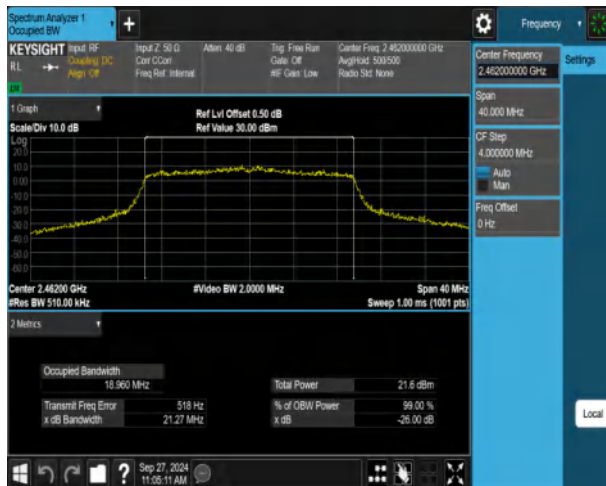 Spectrum Analyzer 1
Occupied BW
Frequency
KEYSIGHT Input: RF
RL
Coupling: DC
Align: Off
Input Z: 50 Ω
Corr CCorr
Freq Ref: Internal
Atten: 40 dB
Trig: Free Run
Gate: Off
#IF Gain: Low
Center Freq: 2.462000000 GHz
Avg|Hold: 500/500
Radio Std: None
Center Frequency
2.462000000 GHz
Settings
Span
40.000 MHz
CF Step
4.000000 MHz
Auto
Man
Freq Offset
0 Hz
Local
1 Graph
Scale/Div 10.0 dB
Ref Lvl Offset 0.50 dB
Ref Value 30.00 dBm
Log
20.0
10.0
0.00
-10.0
-20.0
-30.0
-40.0
-50.0
-60.0
Center 2.46200 GHz
#Res BW 510.00 kHz
#Video BW 2.0000 MHz
Span 40 MHz
Sweep 1.00 ms (1001 pts)
2 Metrics
Occupied Bandwidth
18.960 MHz
Total Power 21.6 dBm
Transmit Freq Error 518 Hz
% of OBW Power 99.00 %
x dB Bandwidth 21.27 MHz
x dB -26.00 dB
?
Sep 27, 2024
11:05:11 AM